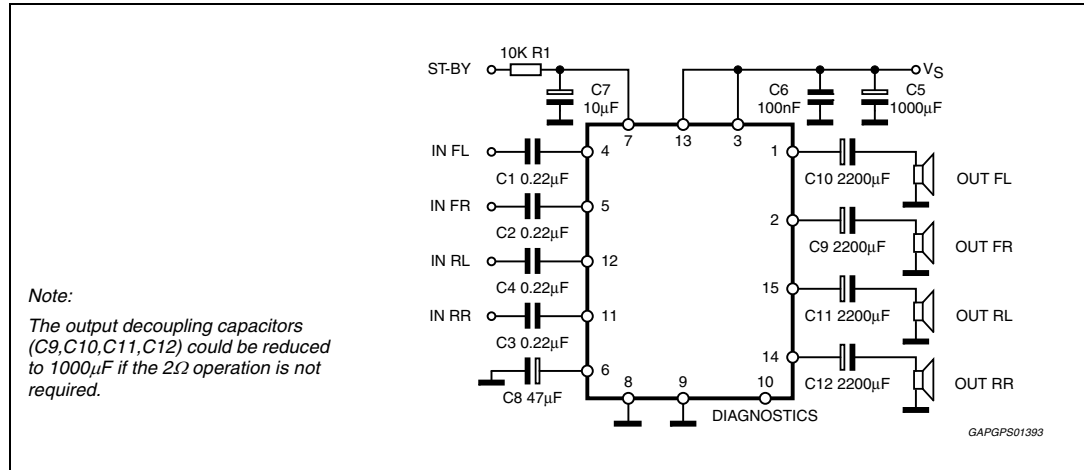 10K R1
ST-BY
VS
C7
10µF
C6
100nF
C5
1000µF
7
13
3
IN FL
4
C1 0.22µF
1
C10 2200µF
OUT FL
IN FR
5
C2 0.22µF
2
C9 2200µF
OUT FR
IN RL
12
C4 0.22µF
15
C11 2200µF
OUT RL
IN RR
11
C3 0.22µF
14
C12 2200µF
OUT RR
6
C8 47µF
8
9
10
DIAGNOSTICS
Note:
The output decoupling capacitors
(C9,C10,C11,C12) could be reduced
to 1000µF if the 2Ω operation is not
required.
GAPGPS01393